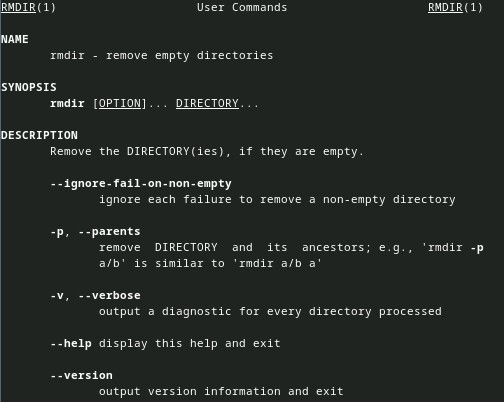 RMDIR(1) User Commands RMDIR(1)
NAME
rmdir - remove empty directories
SYNOPSIS
rmdir [OPTION]... DIRECTORY...
DESCRIPTION
Remove the DIRECTORY(ies), if they are empty.
--ignore-fail-on-non-empty
ignore each failure to remove a non-empty directory
-p, --parents
remove DIRECTORY and its ancestors; e.g., 'rmdir -p
a/b' is similar to 'rmdir a/b a'
-v, --verbose
output a diagnostic for every directory processed
--help display this help and exit
--version
output version information and exit